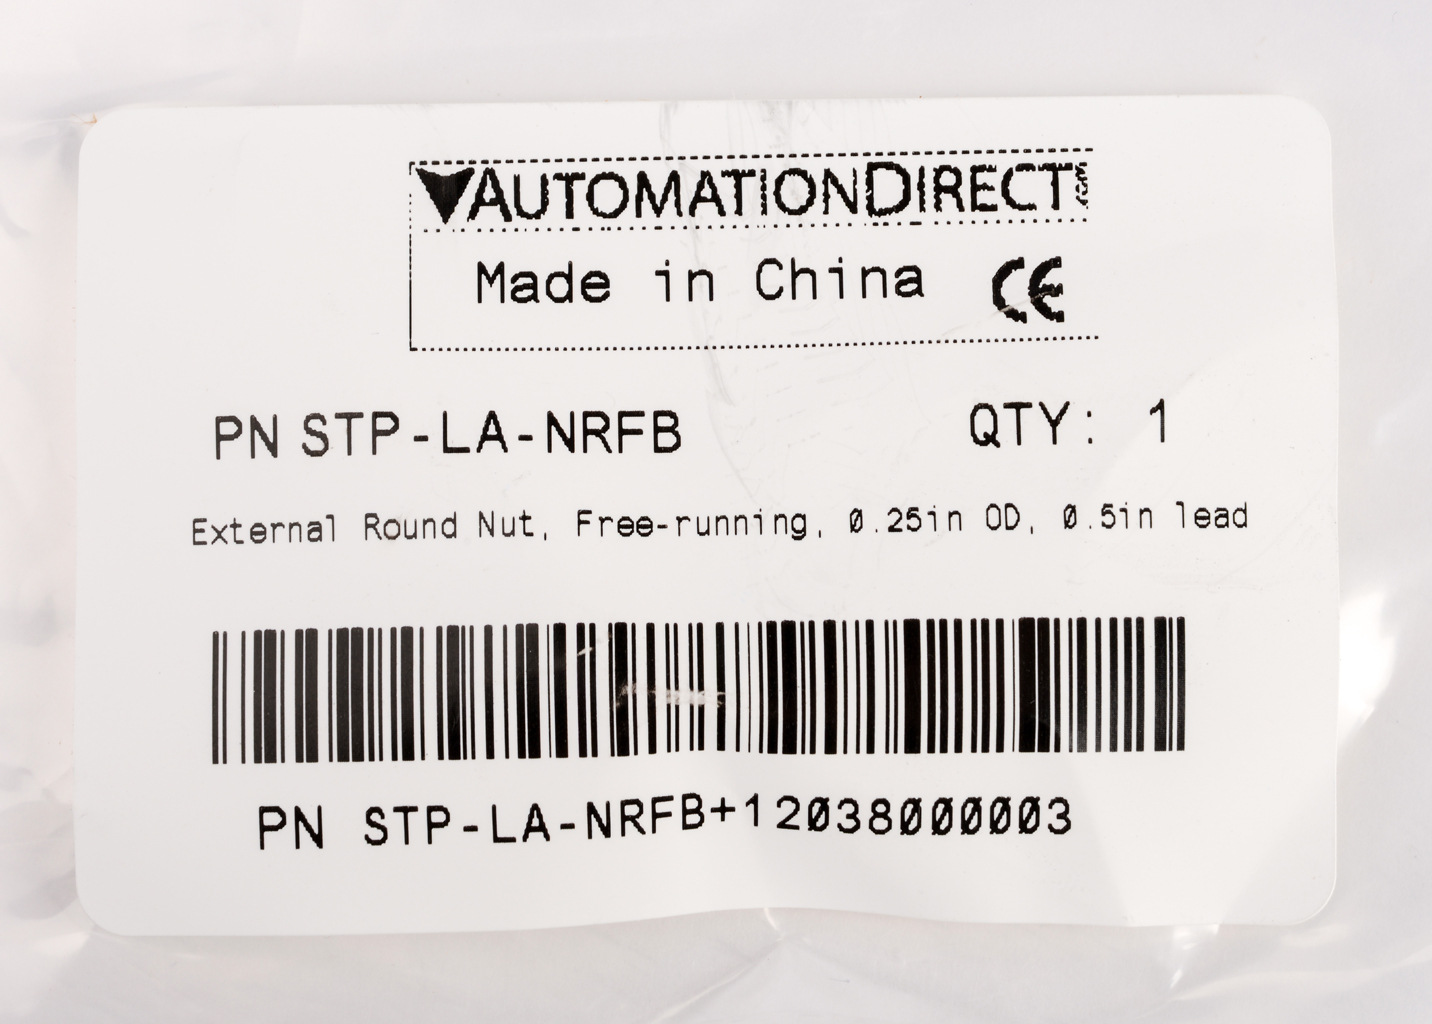 AUTOMATIONDIRECT
Made in China CE
PN STP-LA-NRFB QTY: 1
External Round Nut, Free-running, 0.25in OD, 0.5in lead
PN STP-LA-NRFB+12038000003